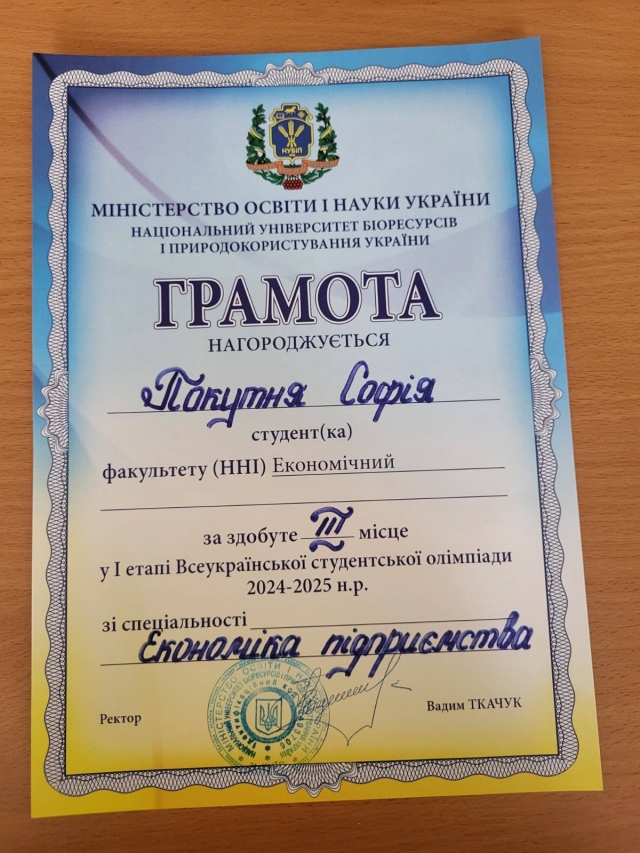 НУБІП
МІНІСТЕРСТВО ОСВІТИ І НАУКИ УКРАЇНИ
НАЦІОНАЛЬНИЙ УНІВЕРСИТЕТ БІОРЕСУРСІВ
І ПРИРОДОКОРИСТУВАННЯ УКРАЇНИ
ГРАМОТА
НАГОРОДЖУЄТЬСЯ
Покутня Софія
студент(ка)
факультету (ННІ) Економічний
за здобуте III місце
у I етапі Всеукраїнської студентської олімпіади
2024-2025 н.р.
зі спеціальності
Економіка підприємства
Ректор
Вадим ТКАЧУК